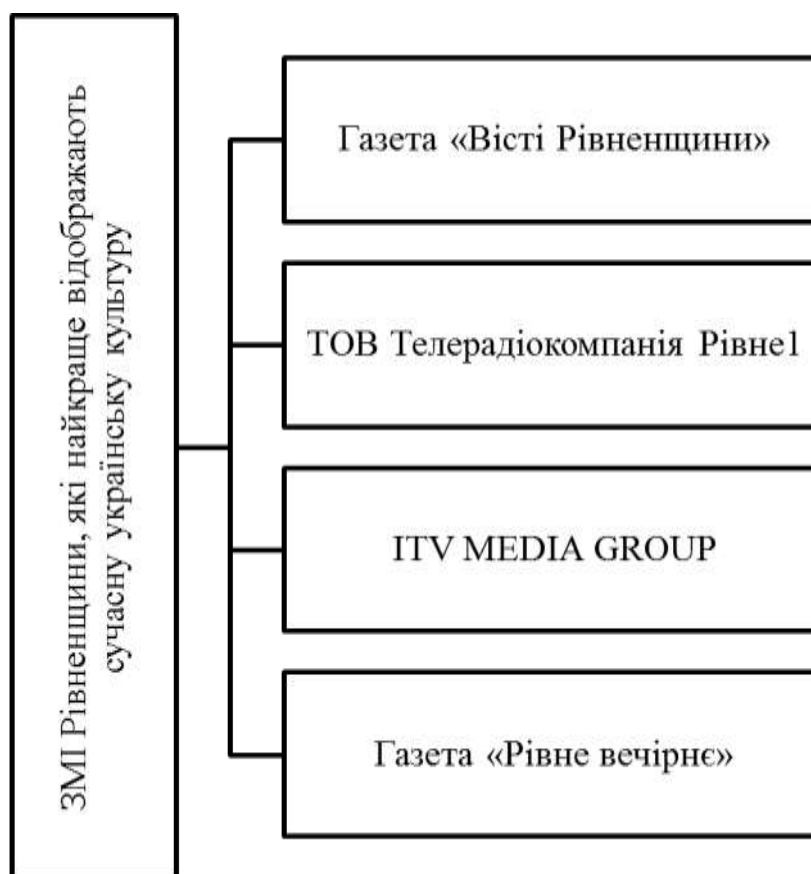 ЗМІ Рівненщини, які найкраще відображають
сучасну українську культуру
Газета «Вісті Рівненщини»
ТОВ Телерадіокомпанія Рівне1
ITV MEDIA GROUP
Газета «Рівне вечірнє»